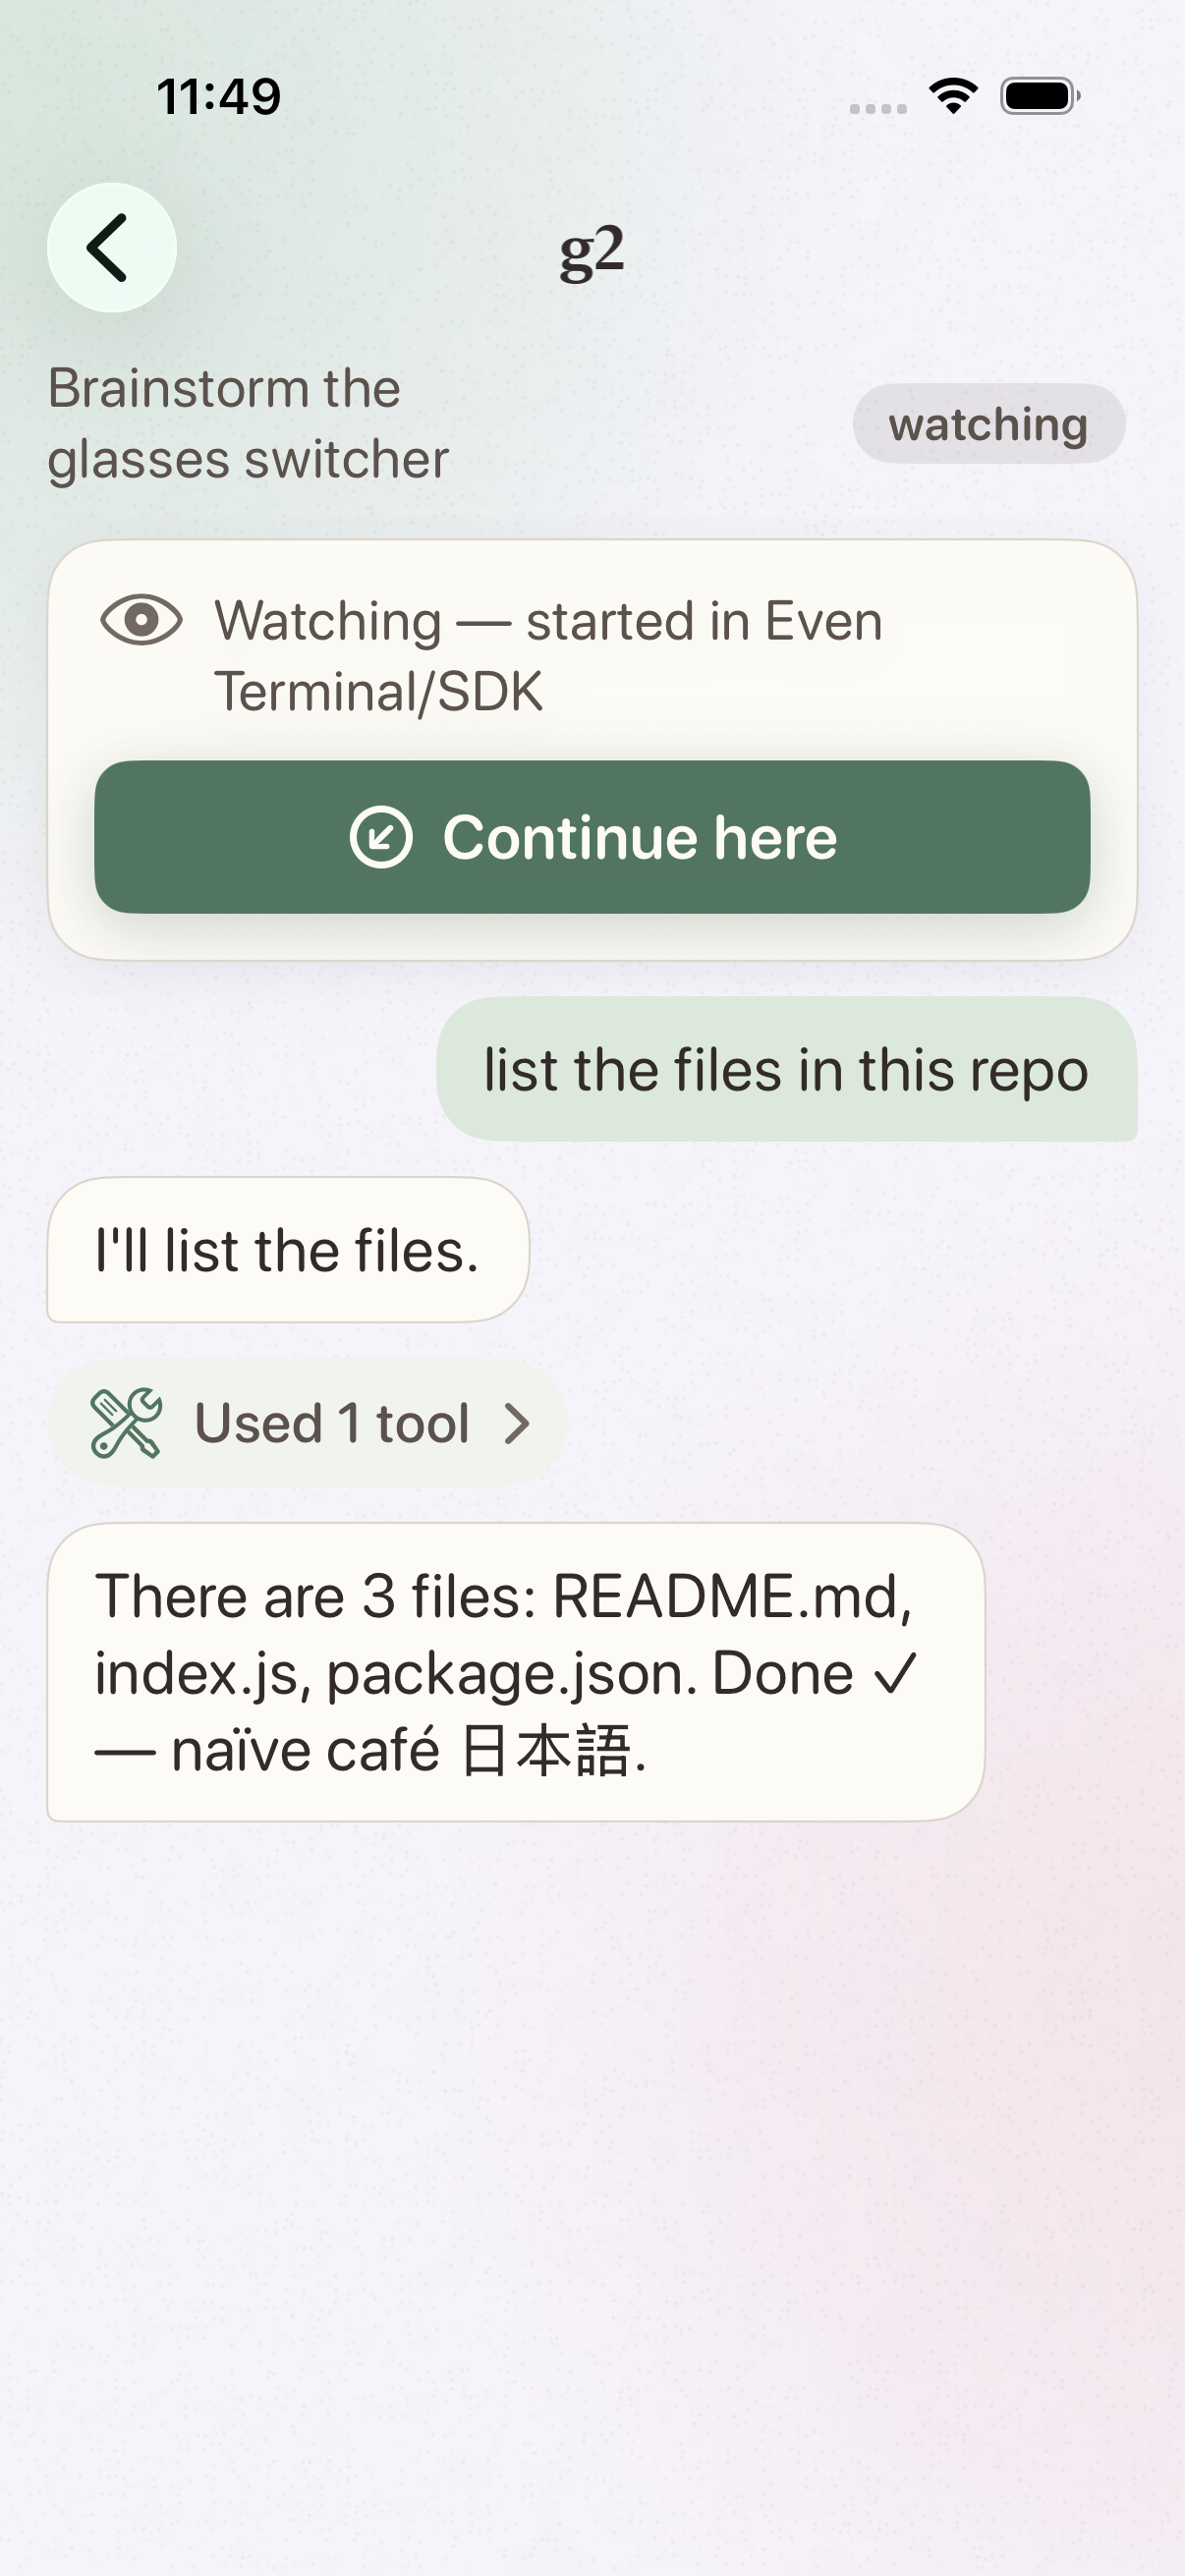 11:49
g2
Brainstorm the
glasses switcher
watching
Watching — started in Even
Terminal/SDK
Continue here
list the files in this repo
I'll list the files.
Used 1 tool
There are 3 files: README.md,
index.js, package.json. Done ✓
— naïve café 日本語.